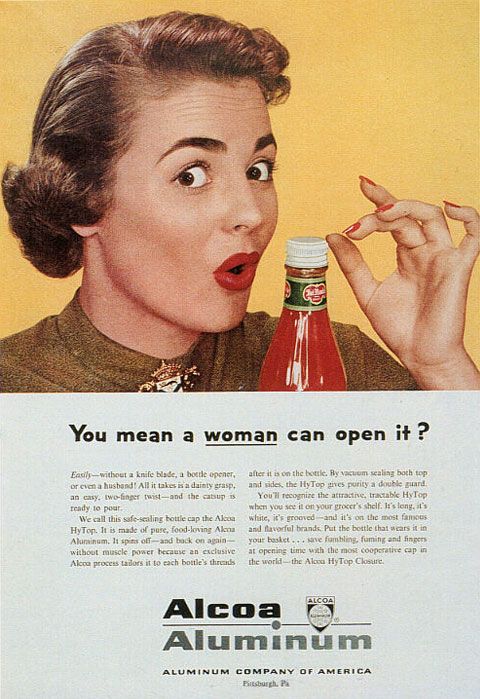 Del Monte
You mean a woman can open it?
Easily—without a knife blade, a bottle opener,
or even a husband! All it takes is a dainty grasp,
an easy, two-finger twist—and the catsup is
ready to pour.
We call this safe-sealing bottle cap the Alcoa
HyTop. It is made of pure, food-loving Alcoa
Aluminum. It spins off—and back on again—
without muscle power because an exclusive
Alcoa process tailors it to each bottle's threads
after it is on the bottle. By vacuum sealing both top
and sides, the HyTop gives purity a double guard.
You'll recognize the attractive, tractable HyTop
when you see it on your grocer's shelf. It's long, it's
white, it's grooved—and it's on the most famous
and flavorful brands. Put the bottle that wears it in
your basket . . . save fumbling, fuming and fingers
at opening time with the most cooperative cap in
the world—the Alcoa HyTop Closure.
Alcoa
ALCOA
®
Aluminum
ALUMINUM COMPANY OF AMERICA
Pittsburgh, Pa.